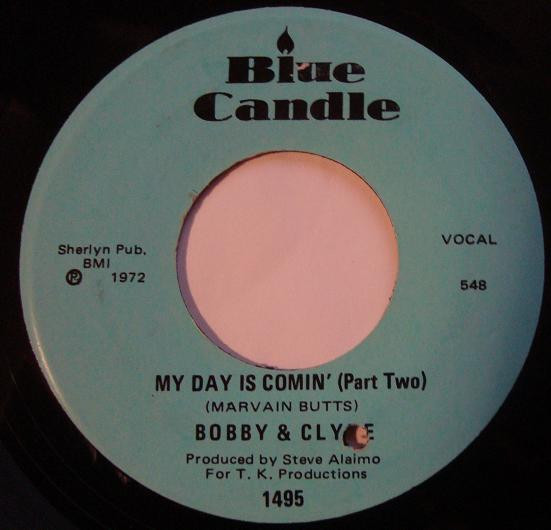 Blue
Candle
Sherlyn Pub.
BMI
℗ 1972
VOCAL
548
MY DAY IS COMIN' (Part Two)
(MARVAIN BUTTS)
BOBBY &
Produced by Steve Alaimo
For T. K. Productions
1495